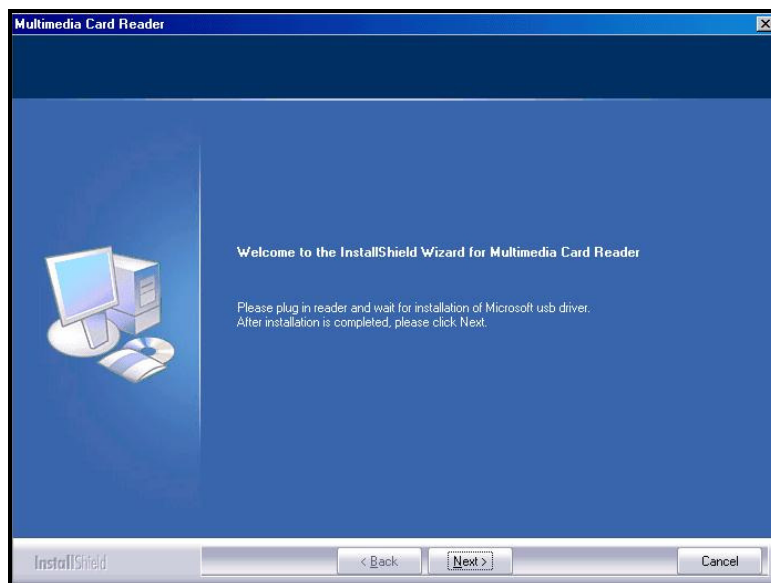 Multimedia Card Reader
Welcome to the InstallShield Wizard for Multimedia Card Reader
Please plug in reader and wait for installation of Microsoft usb driver.
After installation is completed, please click Next.
InstallShield
< Back
Next >
Cancel